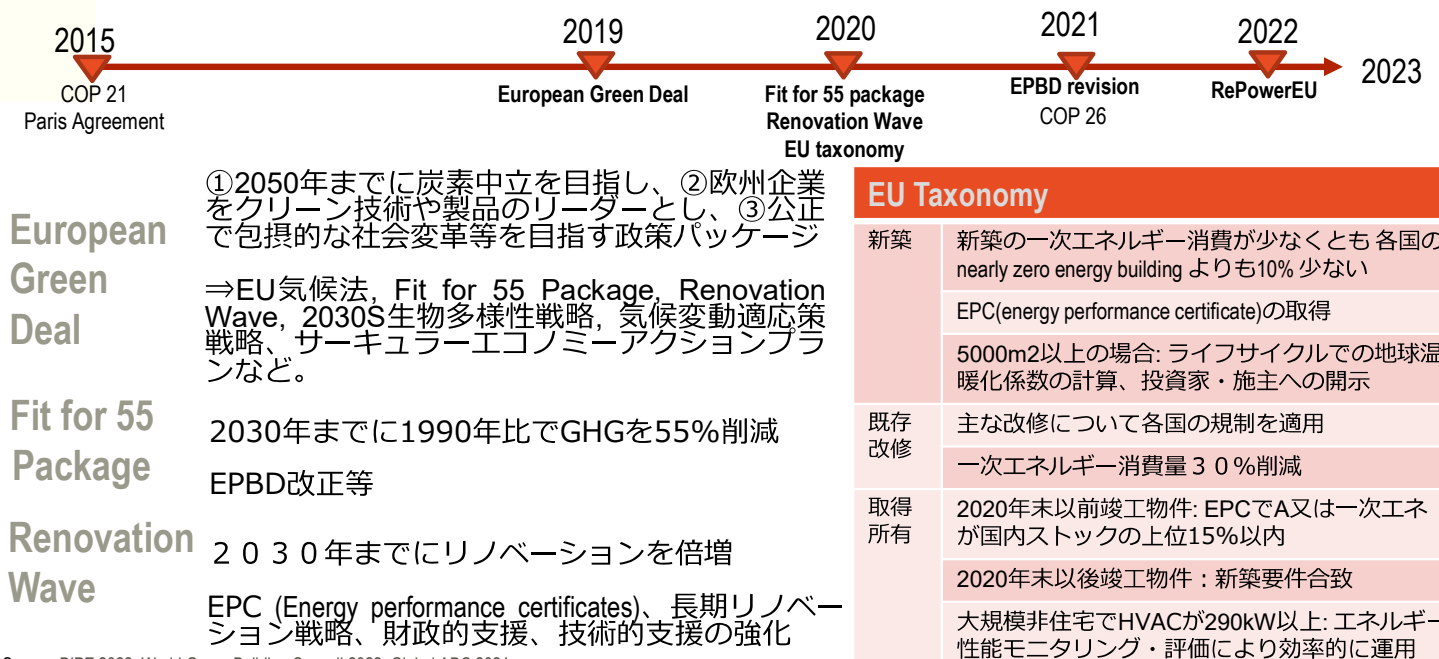 2015
2019
2020
2021
2022
2023
COP 21
Paris Agreement
European Green Deal
Fit for 55 package
Renovation Wave
EU taxonomy
EPBD revision
COP 26
RePowerEU
European
Green
Deal
①2050年までに炭素中立を目指し、②欧州企業
をクリーン技術や製品のリーダーとし、③公正
で包摂的な社会変革等を目指す政策パッケージ
⇒EU気候法, Fit for 55 Package, Renovation
Wave, 2030S生物多様性戦略, 気候変動適応策
戦略、サーキュラーエコノミーアクションプラ
ンなど。
Fit for 55
Package
2030年までに1990年比でGHGを55%削減
EPBD改正等
Renovation
Wave
２０３０年までにリノベーションを倍増
EPC (Energy performance certificates)、長期リノベー
ション戦略、財政的支援、技術的支援の強化
EU Taxonomy
新築
新築の一次エネルギー消費が少なくとも 各国の
nearly zero energy building よりも10% 少ない
EPC(energy performance certificate)の取得
5000m2以上の場合: ライフサイクルでの地球温
暖化係数の計算、投資家・施主への開示
既存
改修
主な改修について各国の規制を適用
一次エネルギー消費量３０%削減
取得
所有
2020年末以前竣工物件: EPCでA又は一次エネ
が国内ストックの上位15%以内
2020年末以後竣工物件：新築要件合致
大規模非住宅でHVACが290kW以上: エネルギー
性能モニタリング・評価により効率的に運用